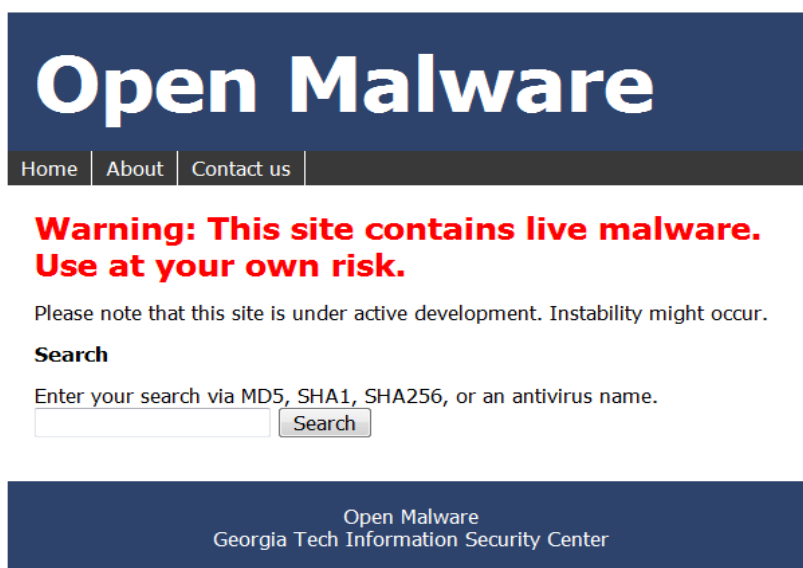 Open Malware
Home About Contact us
Warning: This site contains live malware.
Use at your own risk.
Please note that this site is under active development. Instability might occur.
Search
Enter your search via MD5, SHA1, SHA256, or an antivirus name.
Search
Open Malware
Georgia Tech Information Security Center